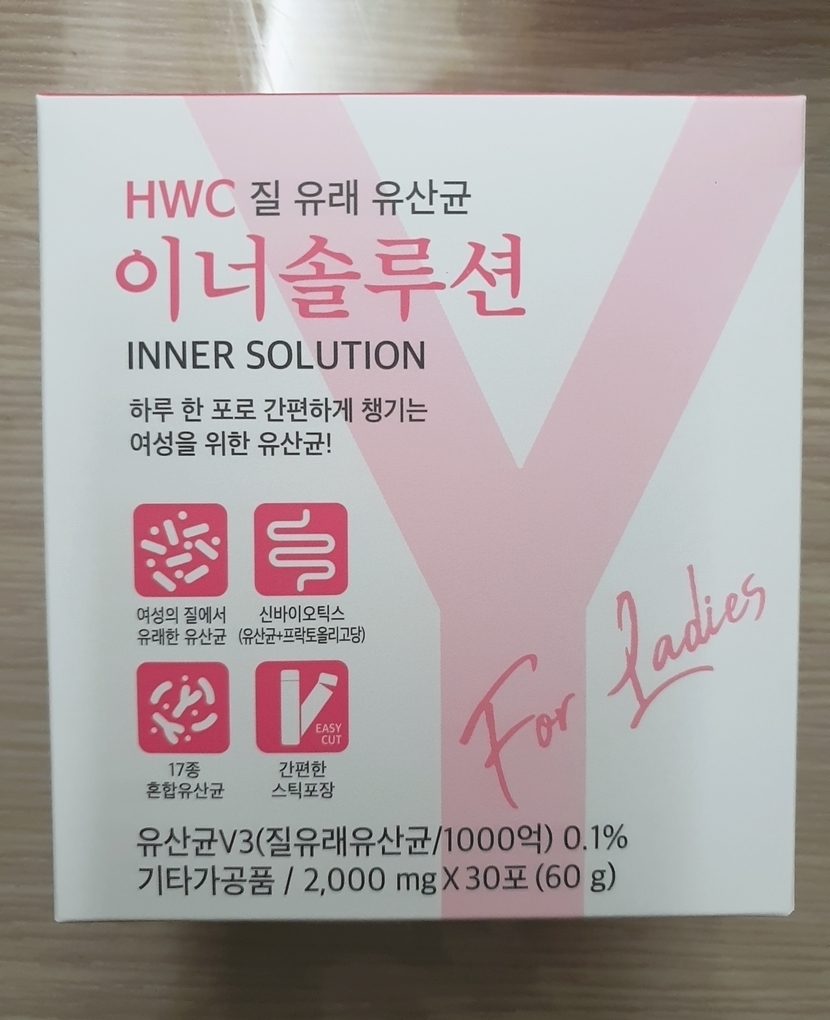 HWC 질 유래 유산균
이너솔루션
INNER SOLUTION
하루 한 포로 간편하게 챙기는
여성을 위한 유산균!
여성의 질에서
유래한 유산균
신바이오틱스
(유산균+프락토올리고당)
17종
혼합유산균
EASY
CUT
간편한
스틱포장
For Ladies
유산균V3(질유래유산균/1000억) 0.1%
기타가공품 / 2,000 mg X 30포 (60 g)